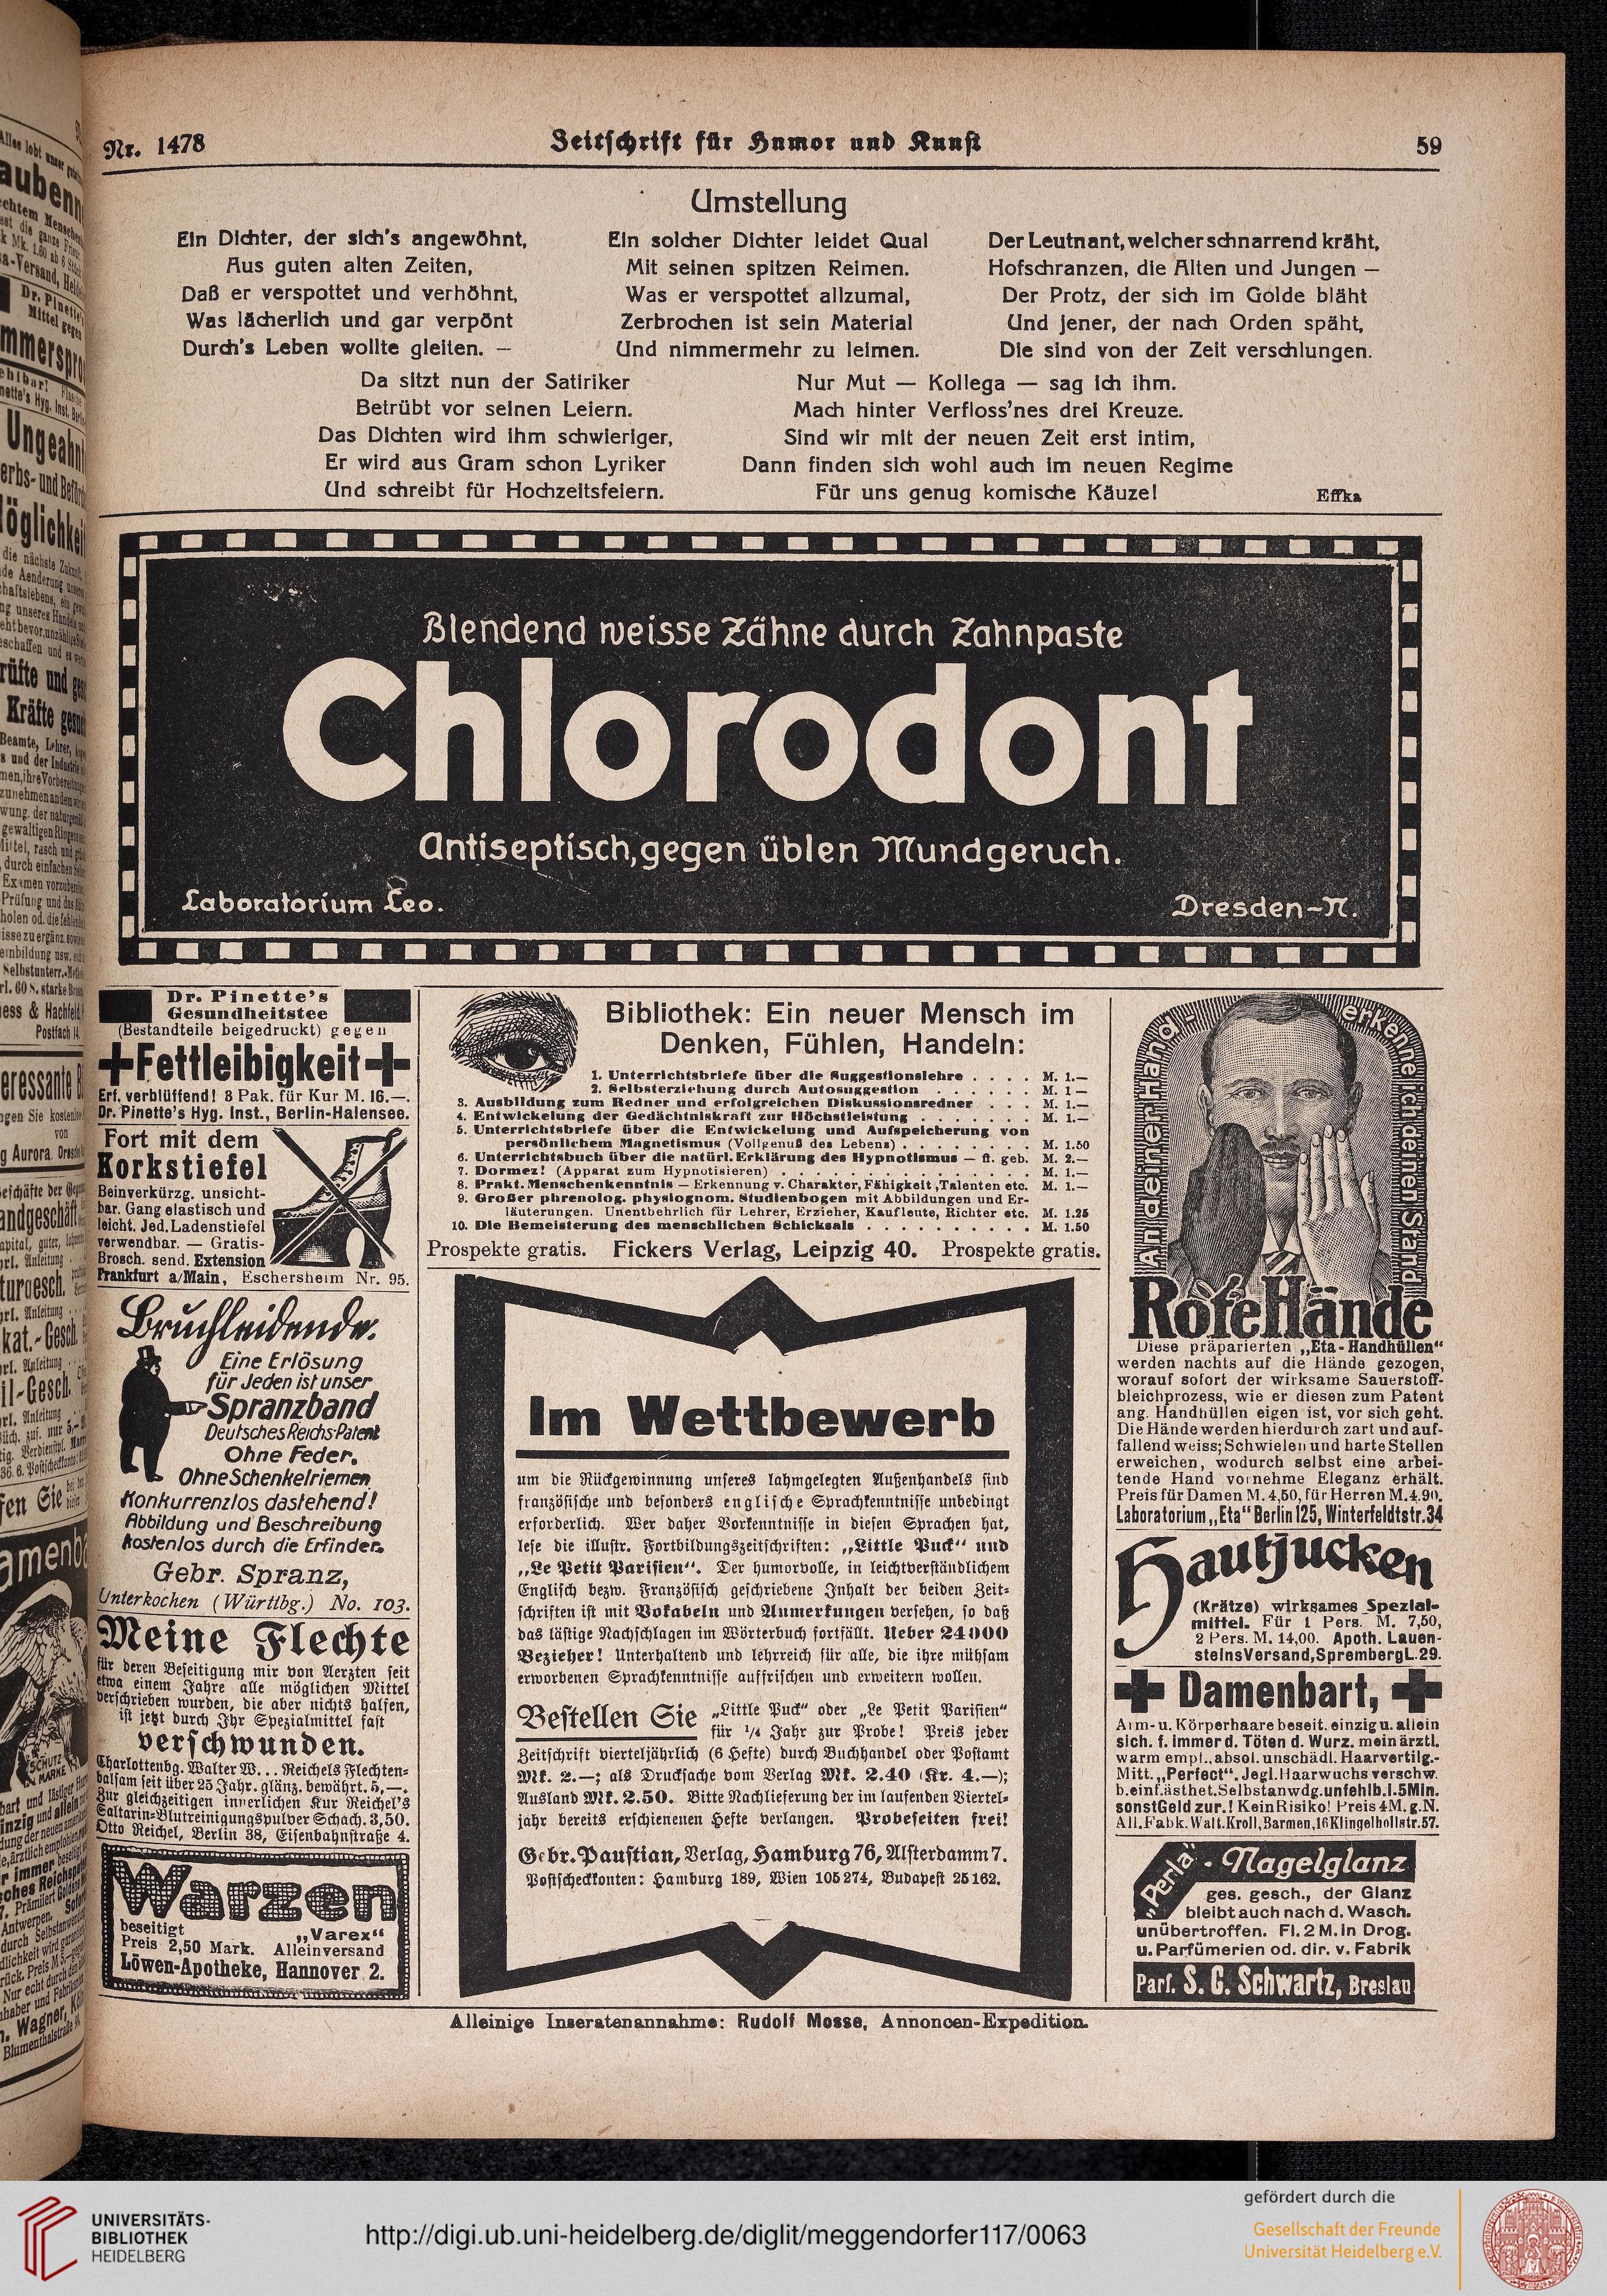 Nr. 1478
Zeitschrift für Humor und Kunst
59
Umstellung
Ein Dichter, der sich's angewöhnt,
Aus guten alten Zeiten,
Daß er verspottet und verhöhnt,
Was lächerlich und gar verpönt
Durch's Leben wollte gleiten. —
Ein solcher Dichter leidet Qual
Mit seinen spitzen Reimen.
Was er verspottet allzumal,
Zerbrochen ist sein Material
Und nimmermehr zu leimen.
Der Leutnant, welcher schnarrend kräht,
Hofschranzen, die Alten und Jungen —
Der Protz, der sich im Golde bläht
Und jener, der nach Orden späht,
Die sind von der Zeit verschlungen.
Da sitzt nun der Satiriker
Betrübt vor seinen Leiern.
Das Dichten wird ihm schwieriger,
Er wird aus Gram schon Lyriker
Und schreibt für Hochzeitsfeiern.
Nur Mut — Kollega — sag ich ihm.
Mach hinter Verfloss'nes drei Kreuze.
Sind wir mit der neuen Zeit erst intim,
Dann finden sich wohl auch im neuen Regime
Für uns genug komische Käuze!
Effka
Blendend weisse Zähne durch Zahnpaste
Chlorodont
Antiseptisch, gegen üblen Mundgeruch.
Laboratorium Leo.
Dresden-N.
Dr. Pinette's
Gesundheitstee
(Bestandteile beigedruckt) gegen
+Fettleibigkeit+
Erf. verblüffend! 3 Pak. für Kur M. 16.—.
Dr. Pinette's Hyg. Inst., Berlin-Halensee.
Fort mit dem
Korkstiefel
Beinverkürzg. unsicht-
bar. Gang elastisch und
leicht. Jed. Ladenstiefel
verwendbar. — Gratis-
Brosch. send. Extension
Frankfurt a/Main, Eschersheim Nr. 95.
Bruchleidende.
Eine Erlösung
für Jeden ist unser
Spranzband
Deutsches Reichs-Patent
Ohne Feder.
Ohne Schenkelriemen.
Konkurrenzlos dastehend!
Abbildung und Beschreibung
kostenlos durch die Erfinder.
Gebr. Spranz,
Unterkochen (Württbg.) No. 103.
Meine Flechte
für deren Beseitigung mir von Aerzten seit
etwa einem Jahre alle möglichen Mittel
verschrieben wurden, die aber nichts halfen,
ist jetzt durch Ihr Spezialmittel fast
verschwunden.
Charlottenbg. Walter W... Reichels Flechten-
balsam seit über 25 Jahr. glänz. bewährt. 5,—.
Zur gleichzeitigen innerlichen Kur Reichel's
Saltarin-Blutreinigungspulver Schach. 3,50.
Otto Reichel, Berlin 38, Eisenbahnstraße 4.
Warzen
beseitigt „Varex“
Preis 2,50 Mark. Alleinversand
Löwen-Apotheke, Hannover 2.
Bibliothek: Ein neuer Mensch im
Denken, Fühlen, Handeln:
1. Unterrichtsbriefe über die Suggestionslehre . . . . M. 1.—
2. Selbsterziehung durch Autosuggestion . . . . . . M. 1.—
3. Ausbildung zum Redner und erfolgreichen Diskussionsredner . . . M. 1.—
4. Entwickelung der Gedächtniskraft zur Höchstleistung . . . . . . M. 1.—
5. Unterrichtsbriefe über die Entwickelung und Aufspeicherung von
persönlichem Magnetismus (Vollgenuß des Lebens) . . . . . . . . M. 1.50
6. Unterrichtsbuch über die natürl. Erklärung des Hypnotismus — ft. geb. M. 2.—
7. Dormez! (Apparat zum Hypnotisieren) . . . . . . . . . . . . . M. 1.—
8. Prakt. Menschenkenntnis — Erkennung v. Charakter, Fähigkeit, Talenten etc. M. 1.—
9. Großer phrenolog. physiognom. Studienbogen mit Abbildungen und Er-
läuterungen. Unentbehrlich für Lehrer, Erzieher, Kaufleute, Richter etc. M. 1.25
10. Die Bemeisterung des menschlichen Schicksals . . . . . . . . . . M. 1.50
Prospekte gratis. Fickers Verlag, Leipzig 40. Prospekte gratis.
Im Wettbewerb
um die Rückgewinnung unseres lahmgelegten Außenhandels sind
französische und besonders englische Sprachkenntnisse unbedingt
erforderlich. Wer daher Vorkenntnisse in diesen Sprachen hat,
lese die illustr. Fortbildungszeitschriften: „Little Puck“ und
„Le Petit Parisien“. Der humorvolle, in leichtverständlichem
Englisch bezw. Französisch geschriebene Inhalt der beiden Zeit-
schriften ist mit Vokabeln und Anmerkungen versehen, so daß
das lästige Nachschlagen im Wörterbuch fortfällt. Ueber 24000
Bezieher! Unterhaltend und lehrreich für alle, die ihre mühsam
erworbenen Sprachkenntnisse auffrischen und erweitern wollen.
Bestellen Sie „Little Puck“ oder „Le Petit Parisien“
für ¼ Jahr zur Probe! Preis jeder
Zeitschrift vierteljährlich (6 Hefte) durch Buchhandel oder Postamt
Mk. 2.—; als Drucksache vom Verlag Mk. 2.40 (Kr. 4.—);
Ausland Mk. 2.50. Bitte Nachlieferung der im laufenden Viertel-
jahr bereits erschienenen Hefte verlangen. Probeseiten frei!
Gebr. Paustian, Verlag, Hamburg 76, Alsterdamm 7.
Postscheckkonten: Hamburg 189, Wien 105274, Budapest 25162.
An deiner Hand - erkenne ich deinen Stand
Rote Hände
Diese präparierten „Eta-Handhüllen“
werden nachts auf die Hände gezogen,
worauf sofort der wirksame Sauerstoff-
bleichprozess, wie er diesen zum Patent
ang. Handhüllen eigen ist, vor sich geht.
Die Hände werden hierdurch zart und auf-
fallend weiss; Schwielen und harte Stellen
erweichen, wodurch selbst eine arbei-
tende Hand vornehme Eleganz erhält.
Preis für Damen M. 4,50, für Herren M. 4.90.
Laboratorium „Eta“ Berlin 125, Winterfeldtstr. 34
Hautjucken
(Krätze) wirksames Spezial-
mittel. Für 1 Pers. M. 7,50,
2 Pers. M. 14,00. Apoth. Lauen-
steins Versand, Spremberg L. 29.
+ Damenbart, +
Arm- u. Körperhaare beseit. einzig u. allein
sich. f. immer d. Töten d. Wurz. mein ärztl.
warm empf., absol. unschädl. Haarvertilg.-
Mitt. „Perfect“. Jegl. Haarwuchs verschw.
b. einf. ästhet. Selbstanwdg. unfehlb. i. 5 Min.
sonst Geld zur.! Kein Risiko! Preis 4 M. g. N.
All. Fabk. Walt. Kroll, Barmen, 16 Klingelhollstr. 57.
„Perla“ - Nagelglanz
ges. gesch., der Glanz
bleibt auch nach d. Wasch.
unübertroffen. Fl. 2 M. in Drog.
u. Parfümerien od. dir. v. Fabrik
Parf. S. G. Schwartz, Breslau
Alleinige Inseratenannahme: Rudolf Mosse, Annoncen-Expedition.
UNIVERSITÄTS-
BIBLIOTHEK
HEIDELBERG
http://digi.ub.uni-heidelberg.de/diglit/meggendorfer117/0063
gefördert durch die
Gesellschaft der Freunde
Universität Heidelberg e.V.